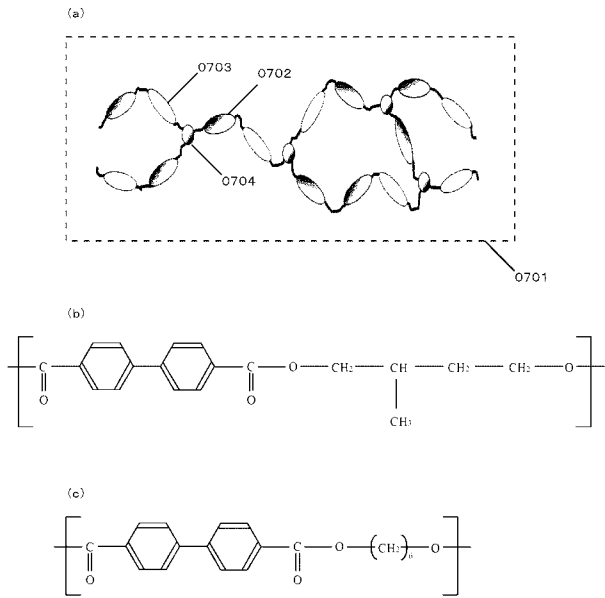 (a)
0703
0702
0704
0701
(b)
C C O CH₂ CH CH₂ CH₂ O
O O
CH₃
(c)
C C O (CH₂)₆ O
O O